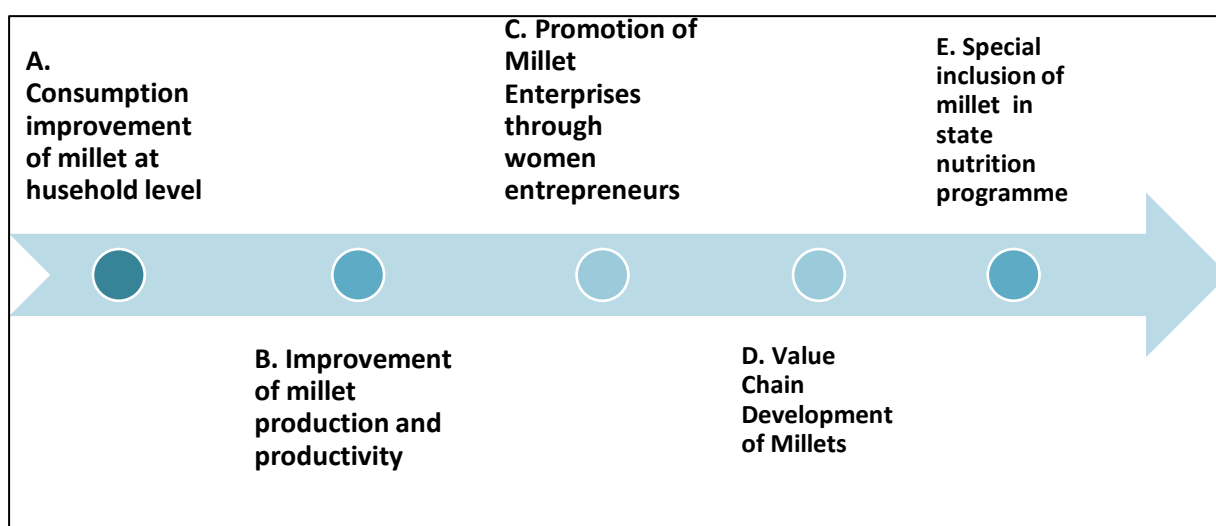 A.
Consumption
improvement
of millet at
husehold level
B. Improvement
of millet
production and
productivity
C. Promotion of
Millet
Enterprises
through
women
entrepreneurs
D. Value
Chain
Development
of Millets
E. Special
inclusion of
millet in
state
nutrition
programme